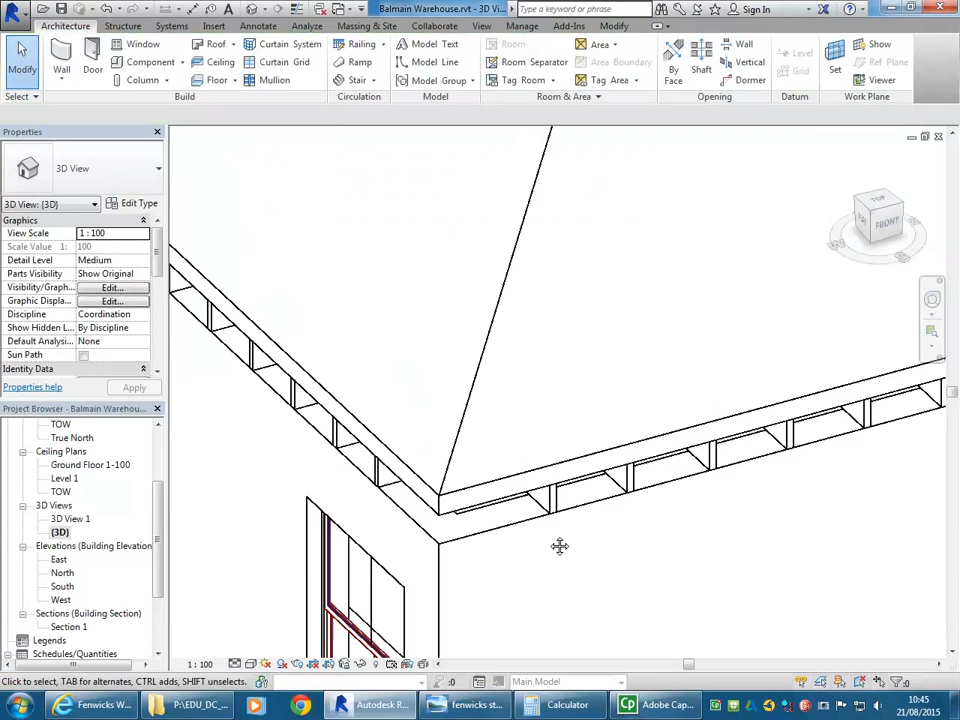 Balmain Warehouse.rvt - 3D Vi...
Type a keyword or phrase
Sign In
Architecture
Structure
Systems
Insert
Annotate
Analyze
Massing & Site
Collaborate
View
Manage
Add-Ins
Modify
Modify
Wall
Door
Window
Component
Column
Roof
Ceiling
Floor
Curtain System
Curtain Grid
Mullion
Railing
Ramp
Stair
Model Text
Model Line
Model Group
Room
Room Separator
Tag Room
Area
Area Boundary
Tag Area
By Face
Shaft
Wall
Vertical
Dormer
Level
Grid
Set
Show
Ref Plane
Viewer
Select
Build
Circulation
Model
Room & Area
Opening
Datum
Work Plane
Properties
3D View
3D View: {3D}
Edit Type
Graphics
View Scale 1 : 100
Scale Value 1: 100
Detail Level Medium
Parts Visibility Show Original
Visibility/Graph... Edit...
Graphic Displa... Edit...
Discipline Coordination
Show Hidden L... By Discipline
Default Analysi... None
Sun Path
Identity Data
Properties help
Apply
Project Browser - Balmain Warehou...
TOW
True North
Ceiling Plans
Ground Floor 1-100
Level 1
TOW
3D Views
3D View 1
{3D}
Elevations (Building Elevation
East
North
South
West
Sections (Building Section)
Section 1
Legends
Schedules/Quantities
TOP
FRONT
1 : 100
Click to select, TAB for alternates, CTRL adds, SHIFT unselects.
:0
Main Model
:0
Fenwicks W...
P:\EDU_DC_...
Autodesk R...
fenwicks st...
Calculator
Adobe Cap...
10:45
21/08/2015